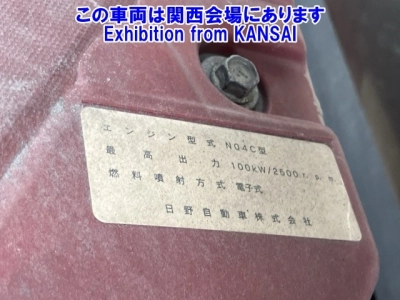 この車両は関西会場にあります
Exhibition from KANSAI
エンジン型式 N04C型
最高出力 100kW/2500r.p.m.
燃料噴射方式 電子式
日野自動車株式会社